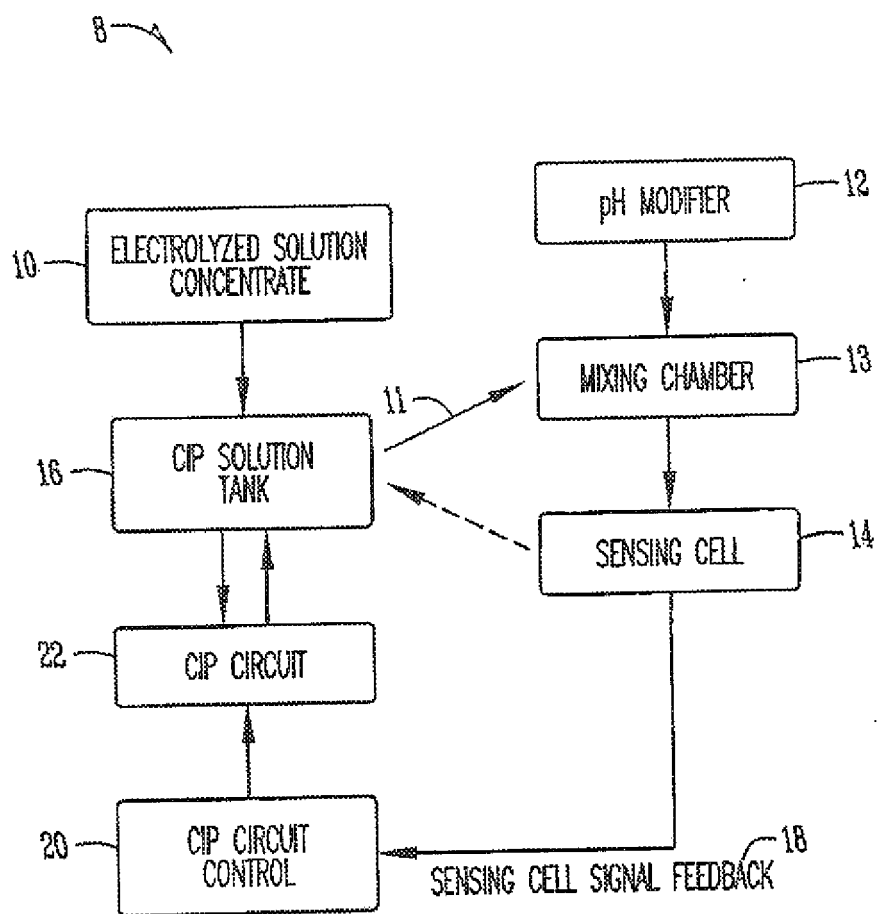 8
12
pH MODIFIER
10
ELECTROLYZED SOLUTION
CONCENTRATE
13
MIXING CHAMBER
11
16
CIP SOLUTION
TANK
14
SENSING CELL
22
CIP CIRCUIT
20
CIP CIRCUIT
CONTROL
18
SENSING CELL SIGNAL FEEDBACK